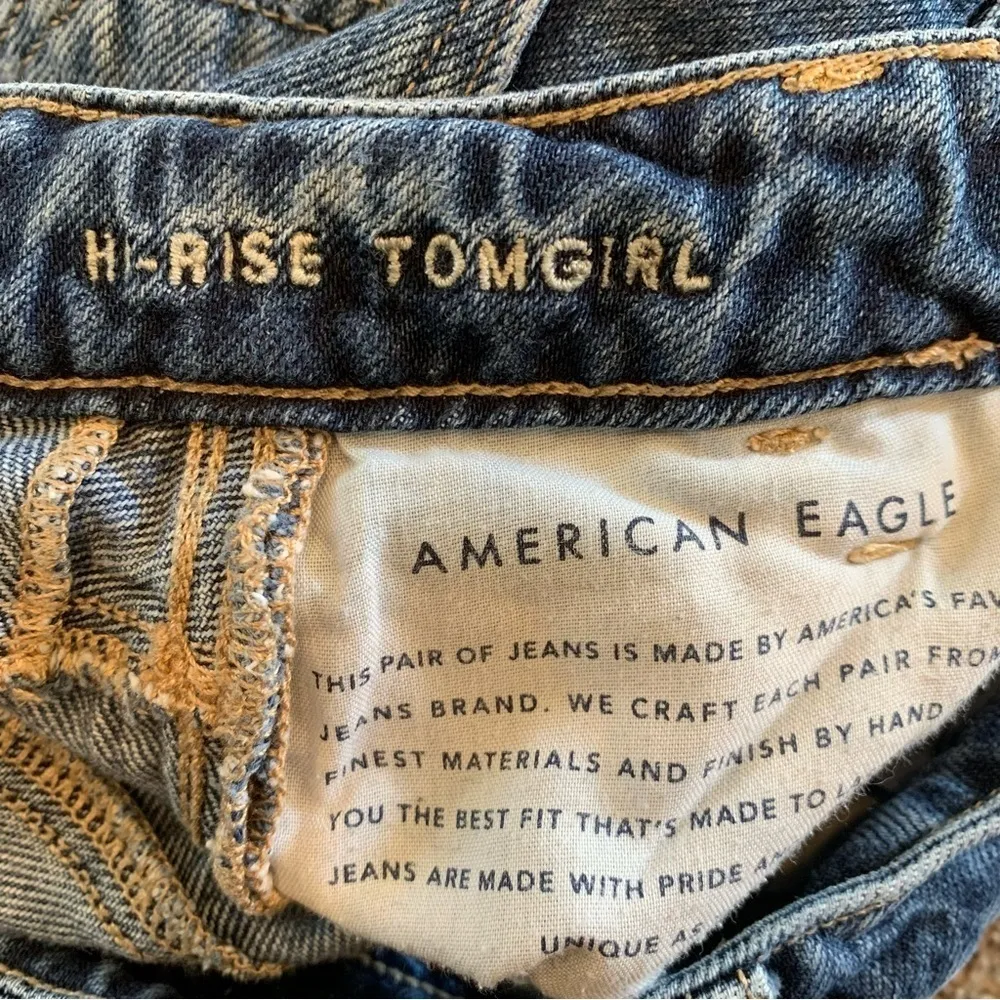 HI-RISE TOMGIRL
AMERICAN EAGLE
THIS PAIR OF JEANS IS MADE BY AMERICA'S
JEANS BRAND. WE CRAFT EACH PAIR FROM
FINEST MATERIALS AND FINISH BY HAND
YOU THE BEST FIT THAT'S MADE TO
JEANS ARE MADE WITH PRIDE
UNIQUE AS